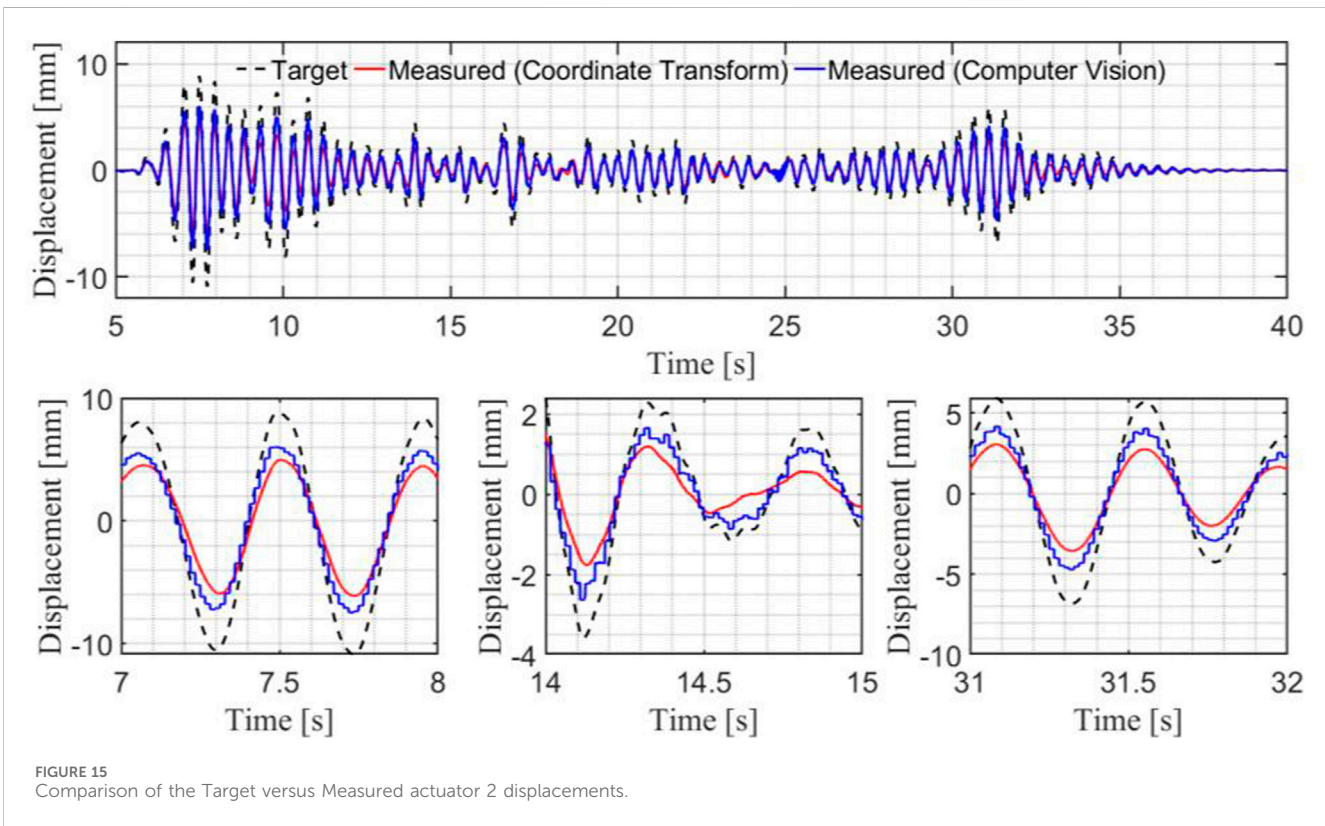 Displacement [mm]
10
0
-10
Target Measured (Coordinate Transform) Measured (Computer Vision)
5 10 15 20 25 30 35 40
Time [s]
Displacement [mm]
10
5
0
-5
-10
7 7.5 8
Time [s]
Displacement [mm]
2
0
-2
-4
14 14.5 15
Time [s]
Displacement [mm]
5
0
-5
-10
31 31.5 32
Time [s]
FIGURE 15
Comparison of the Target versus Measured actuator 2 displacements.